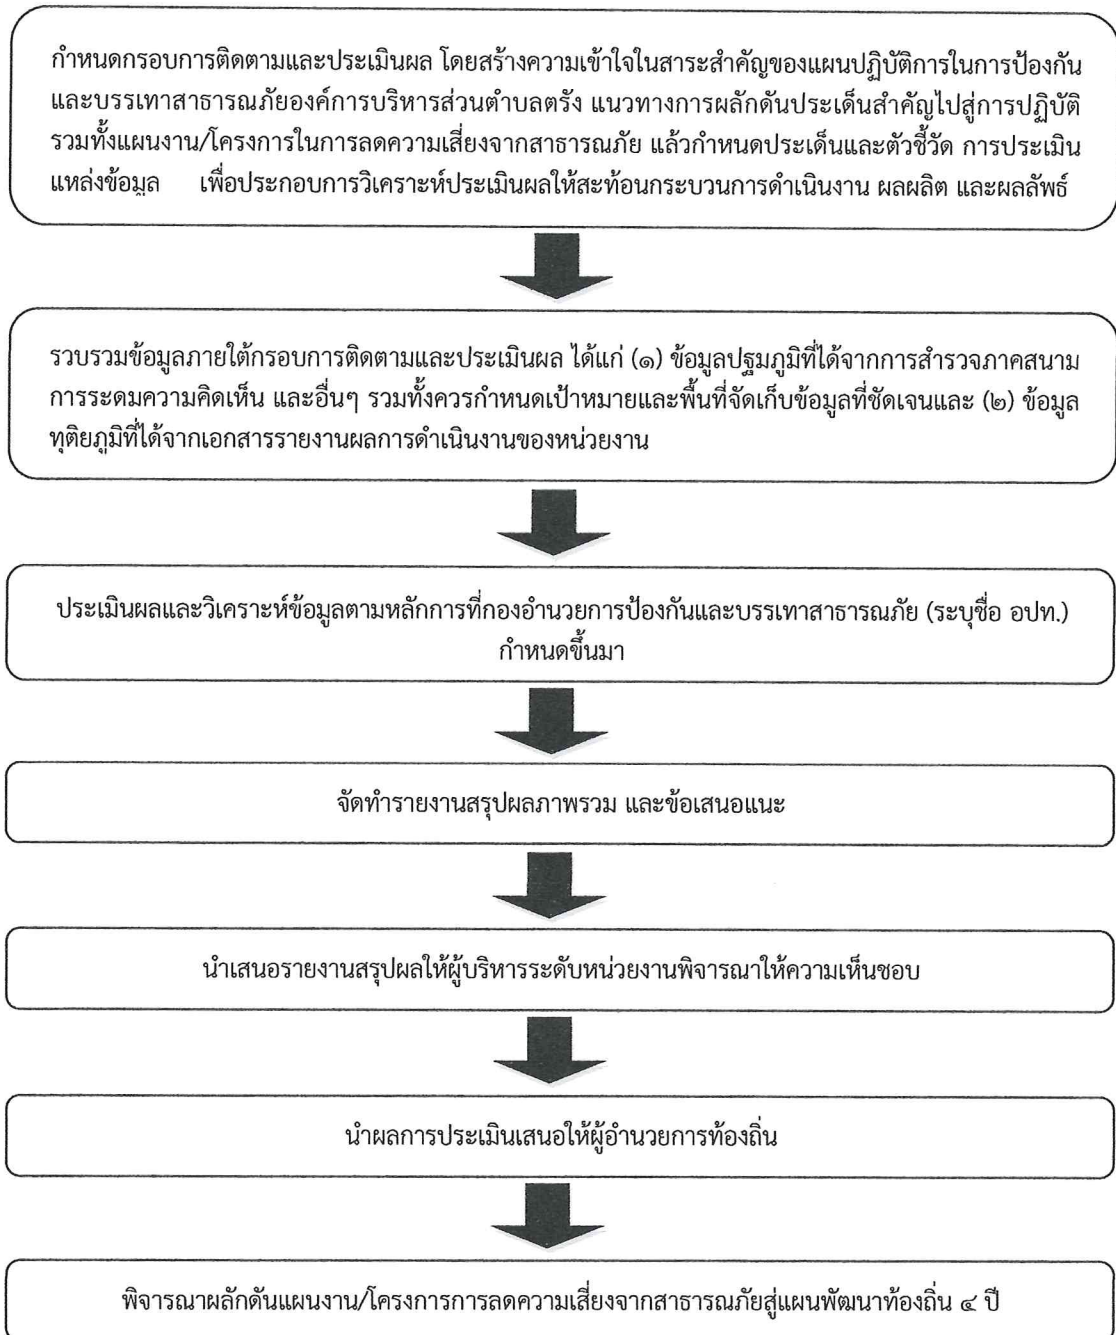 กำหนดกรอบการติดตามและประเมินผล โดยสร้างความเข้าใจในสาระสำคัญของแผนปฏิบัติการในการป้องกัน
และบรรเทาสาธารณภัยองค์การบริหารส่วนตำบลตรัง แนวทางการผลักดันประเด็นสำคัญไปสู่การปฏิบัติ
รวมทั้งแผนงาน/โครงการในการลดความเสี่ยงจากสาธารณภัย แล้วกำหนดประเด็นและตัวชี้วัด การประเมิน
แหล่งข้อมูล เพื่อประกอบการวิเคราะห์ประเมินผลให้สะท้อนกระบวนการดำเนินงาน ผลผลิต และผลลัพธ์
รวบรวมข้อมูลภายใต้กรอบการติดตามและประเมินผล ได้แก่ (๑) ข้อมูลปฐมภูมิที่ได้จากการสำรวจภาคสนาม
การระดมความคิดเห็น และอื่นๆ รวมทั้งควรกำหนดเป้าหมายและพื้นที่จัดเก็บข้อมูลที่ชัดเจนและ (๒) ข้อมูล
ทุติยภูมิที่ได้จากเอกสารรายงานผลการดำเนินงานของหน่วยงาน
ประเมินผลและวิเคราะห์ข้อมูลตามหลักการที่กองอำนวยการป้องกันและบรรเทาสาธารณภัย (ระบุชื่อ อปท.)
กำหนดขึ้นมา
จัดทำรายงานสรุปผลภาพรวม และข้อเสนอแนะ
นำเสนอรายงานสรุปผลให้ผู้บริหารระดับหน่วยงานพิจารณาให้ความเห็นชอบ
นำผลการประเมินเสนอให้ผู้อำนวยการท้องถิ่น
พิจารณาผลักดันแผนงาน/โครงการการลดความเสี่ยงจากสาธารณภัยสู่แผนพัฒนาท้องถิ่น ๔ ปี